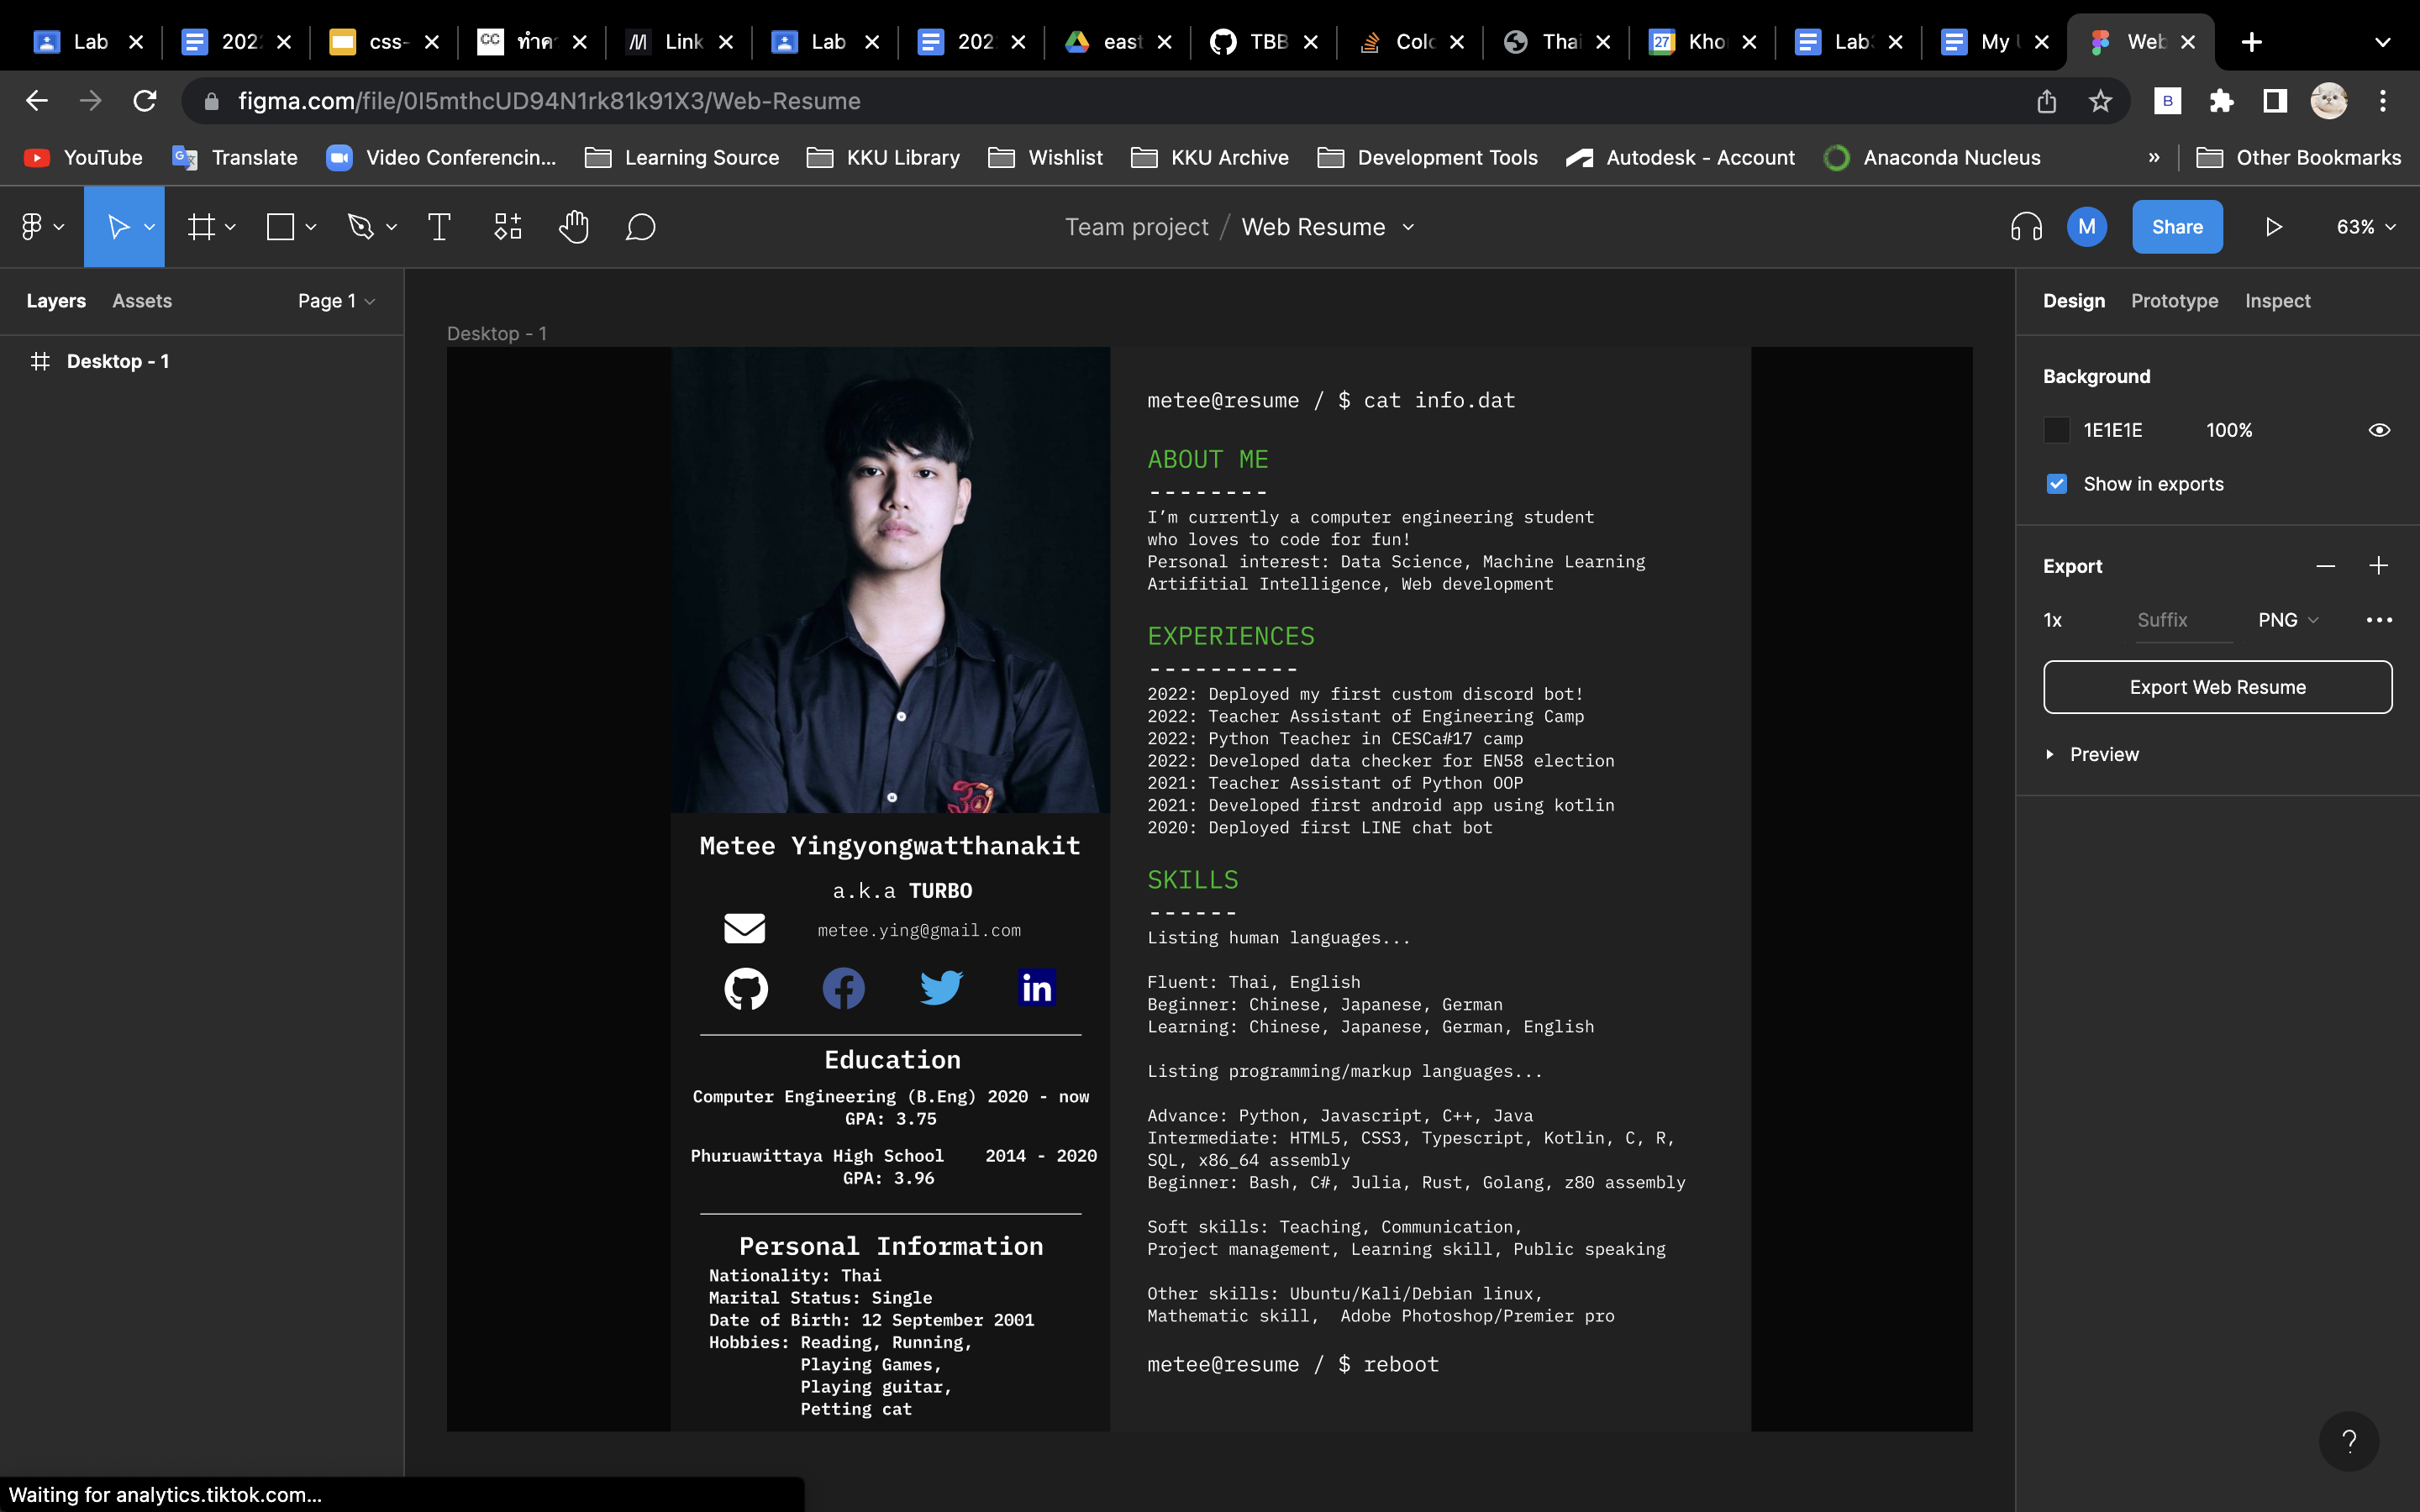 Lab
202
css-
CC
ทำคว
Link
Lab
202
east
TBB
Colo
Thai
27
Kho
Lab
My U
Web
figma.com/file/0I5mthcUD94N1rk81k91X3/Web-Resume
B
YouTube
Translate
Video Conferencin...
Learning Source
KKU Library
Wishlist
KKU Archive
Development Tools
Autodesk - Account
Anaconda Nucleus
»
Other Bookmarks
Team project / Web Resume
M
Share
63%
Layers
Assets
Page 1
Design
Prototype
Inspect
Desktop - 1
Desktop - 1
metee@resume / $ cat info.dat
ABOUT ME
--------
I’m currently a computer engineering student
who loves to code for fun!
Personal interest: Data Science, Machine Learning
Artifitial Intelligence, Web development
EXPERIENCES
----------
2022: Deployed my first custom discord bot!
2022: Teacher Assistant of Engineering Camp
2022: Python Teacher in CESCa#17 camp
2022: Developed data checker for EN58 election
2021: Teacher Assistant of Python OOP
2021: Developed first android app using kotlin
2020: Deployed first LINE chat bot
SKILLS
------
Listing human languages...
Fluent: Thai, English
Beginner: Chinese, Japanese, German
Learning: Chinese, Japanese, German, English
Listing programming/markup languages...
Advance: Python, Javascript, C++, Java
Intermediate: HTML5, CSS3, Typescript, Kotlin, C, R,
SQL, x86_64 assembly
Beginner: Bash, C#, Julia, Rust, Golang, z80 assembly
Soft skills: Teaching, Communication,
Project management, Learning skill, Public speaking
Other skills: Ubuntu/Kali/Debian linux,
Mathematic skill,  Adobe Photoshop/Premier pro
metee@resume / $ reboot
Metee Yingyongwatthanakit
a.k.a TURBO
metee.ying@gmail.com
in
Education
Computer Engineering (B.Eng) 2020 - now
GPA: 3.75
Phuruawittaya High School    2014 - 2020
GPA: 3.96
Personal Information
Nationality: Thai
Marital Status: Single
Date of Birth: 12 September 2001
Hobbies: Reading, Running,
Playing Games,
Playing guitar,
Petting cat
Background
1E1E1E
100%
Show in exports
Export
1x
Suffix
PNG
Export Web Resume
Preview
?
Waiting for analytics.tiktok.com...